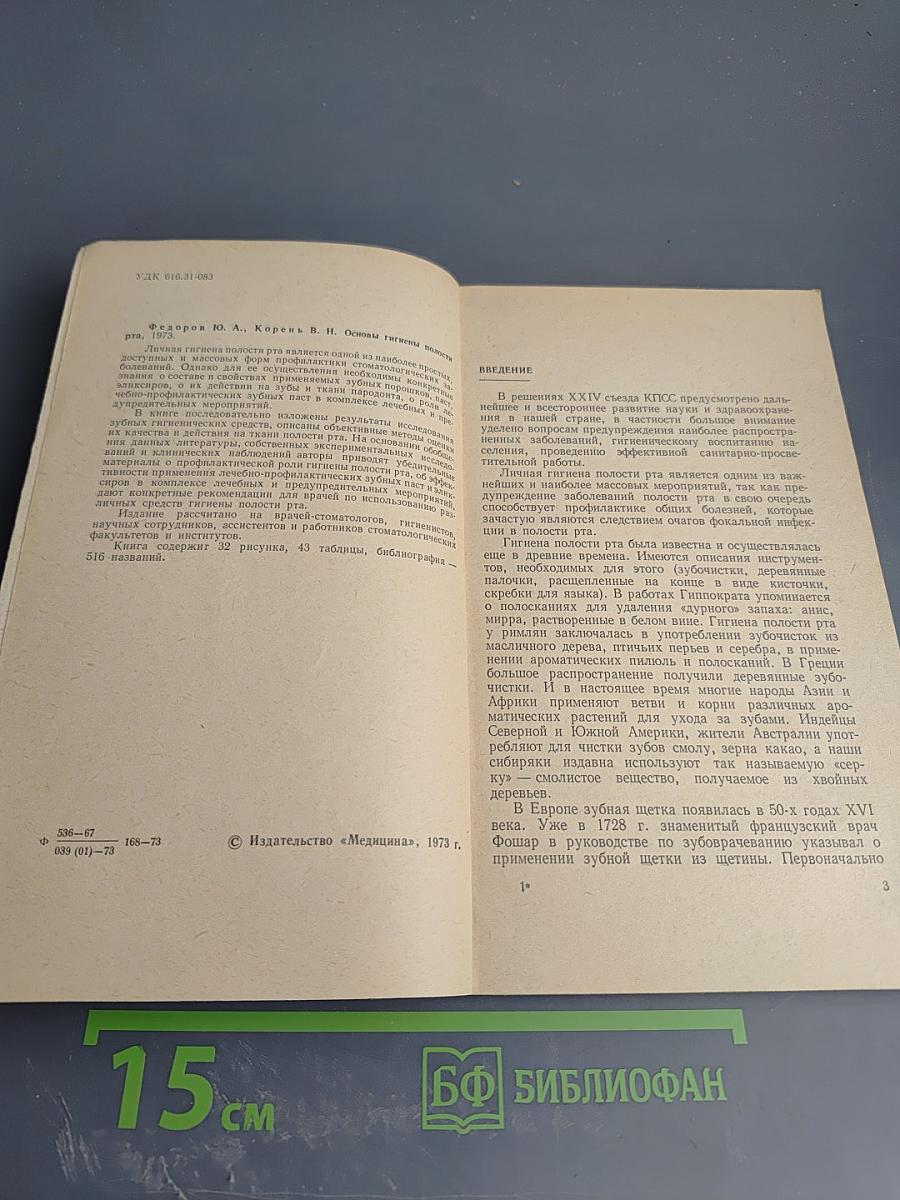 УДК 616.31-083
Федоров Ю. А., Корень В. Н. Основы гигиены полости
рта, 1973.
Личная гигиена полости рта является одной из наиболее простых,
доступных и массовых форм профилактики стоматологических за-
болеваний. Однако для ее осуществления необходимы конкретные
знания о составе и свойствах применяемых зубных порошков, паст,
эликсиров, о их действии на зубы и ткани пародонта, о роли ле-
чебно-профилактических зубных паст в комплексе лечебных и пре-
дупредительных мероприятий.
В книге последовательно изложены результаты исследования
зубных гигиенических средств, описаны объективные методы оценки
их качества и действия на ткани полости рта. На основании обобще-
ния данных литературы, собственных экспериментальных исследо-
ваний и клинических наблюдений авторы приводят убедительные
материалы о профилактической роли гигиены полости рта, об эффек-
тивности применения лечебно-профилактических зубных паст и элик-
сиров в комплексе лечебных и предупредительных мероприятий,
дают конкретные рекомендации для врачей по использованию раз-
личных средств гигиены полости рта.
Издание рассчитано на врачей-стоматологов, гигиенистов,
научных сотрудников, ассистентов и работников стоматологических
факультетов и институтов.
Книга содержит 32 рисунка, 43 таблицы, библиография —
516 названий.
Ф 536—67
039 (01)—73 168—73
© Издательство «Медицина», 1973 г.
ВВЕДЕНИЕ
В решениях XXIV съезда КПСС предусмотрено даль-
нейшее и всестороннее развитие науки и здравоохране-
ния в нашей стране, в частности большое внимание
уделено вопросам предупреждения наиболее распростра-
ненных заболеваний, гигиеническому воспитанию на-
селения, проведению эффективной санитарно-просве-
тительной работы.
Личная гигиена полости рта является одним из важ-
нейших и наиболее массовых мероприятий, так как пре-
дупреждение заболеваний полости рта в свою очередь
способствует профилактике общих болезней, которые
зачастую являются следствием очагов фокальной инфек-
ции в полости рта.
Гигиена полости рта была известна и осуществлялась
еще в древние времена. Имеются описания инструмен-
тов, необходимых для этого (зубочистки, деревянные
палочки, расщепленные на конце в виде кисточки,
скребки для языка). В работах Гиппократа упоминается
о полосканиях для удаления «дурного» запаха: анис,
мирра, растворенные в белом вине. Гигиена полости рта
у римлян заключалась в употреблении зубочисток из
масличного дерева, птичьих перьев и серебра, в приме-
нении ароматических пилюль и полосканий. В Греции
большое распространение получили деревянные зубо-
чистки. И в настоящее время многие народы Азии и
Африки применяют ветви и корни различных аро-
матических растений для ухода за зубами. Индейцы
Северной и Южной Америки, жители Австралии упот-
ребляют для чистки зубов смолу, зерна какао, а наши
сибиряки издавна используют так называемую «сер-
ку» — смолистое вещество, получаемое из хвойных
деревьев.
В Европе зубная щетка появилась в 50-х годах XVI
века. Уже в 1728 г. знаменитый французский врач
Фошар в руководстве по зубоврачеванию указывал о
применении зубной щетки из щетины. Первоначально
1*
3
15 см
БФ БИБЛИОФАН